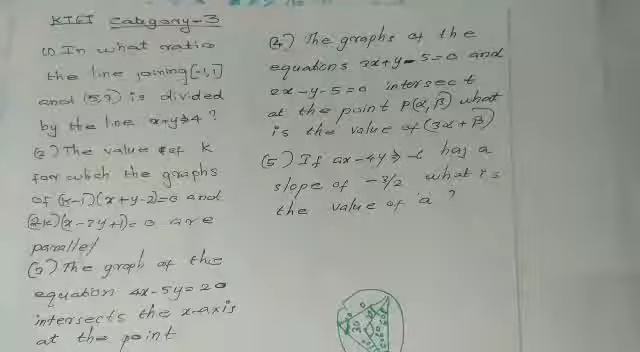 KTET Category-3
(1) In what ratio
the line joining [-1,1]
and (5,7) is divided
by the line x+y=4 ?
(2) The value of k
for which the graphs
of (k-1)(x+y-2)=0 and
(2-k)(x-3y+1)=0 are
parallel
(3) The graph of the
equation 4x-5y=20
intersects the x-axis
at the point
(4) The graphs of the
equations 3x+y-5=0 and
2x-y-5=0 intersect
at the point P(α,β) what
is the value of (3α+β)
(5) If ax-4y=-6 has a
slope of -3/2 what is
the value of 'a' ?